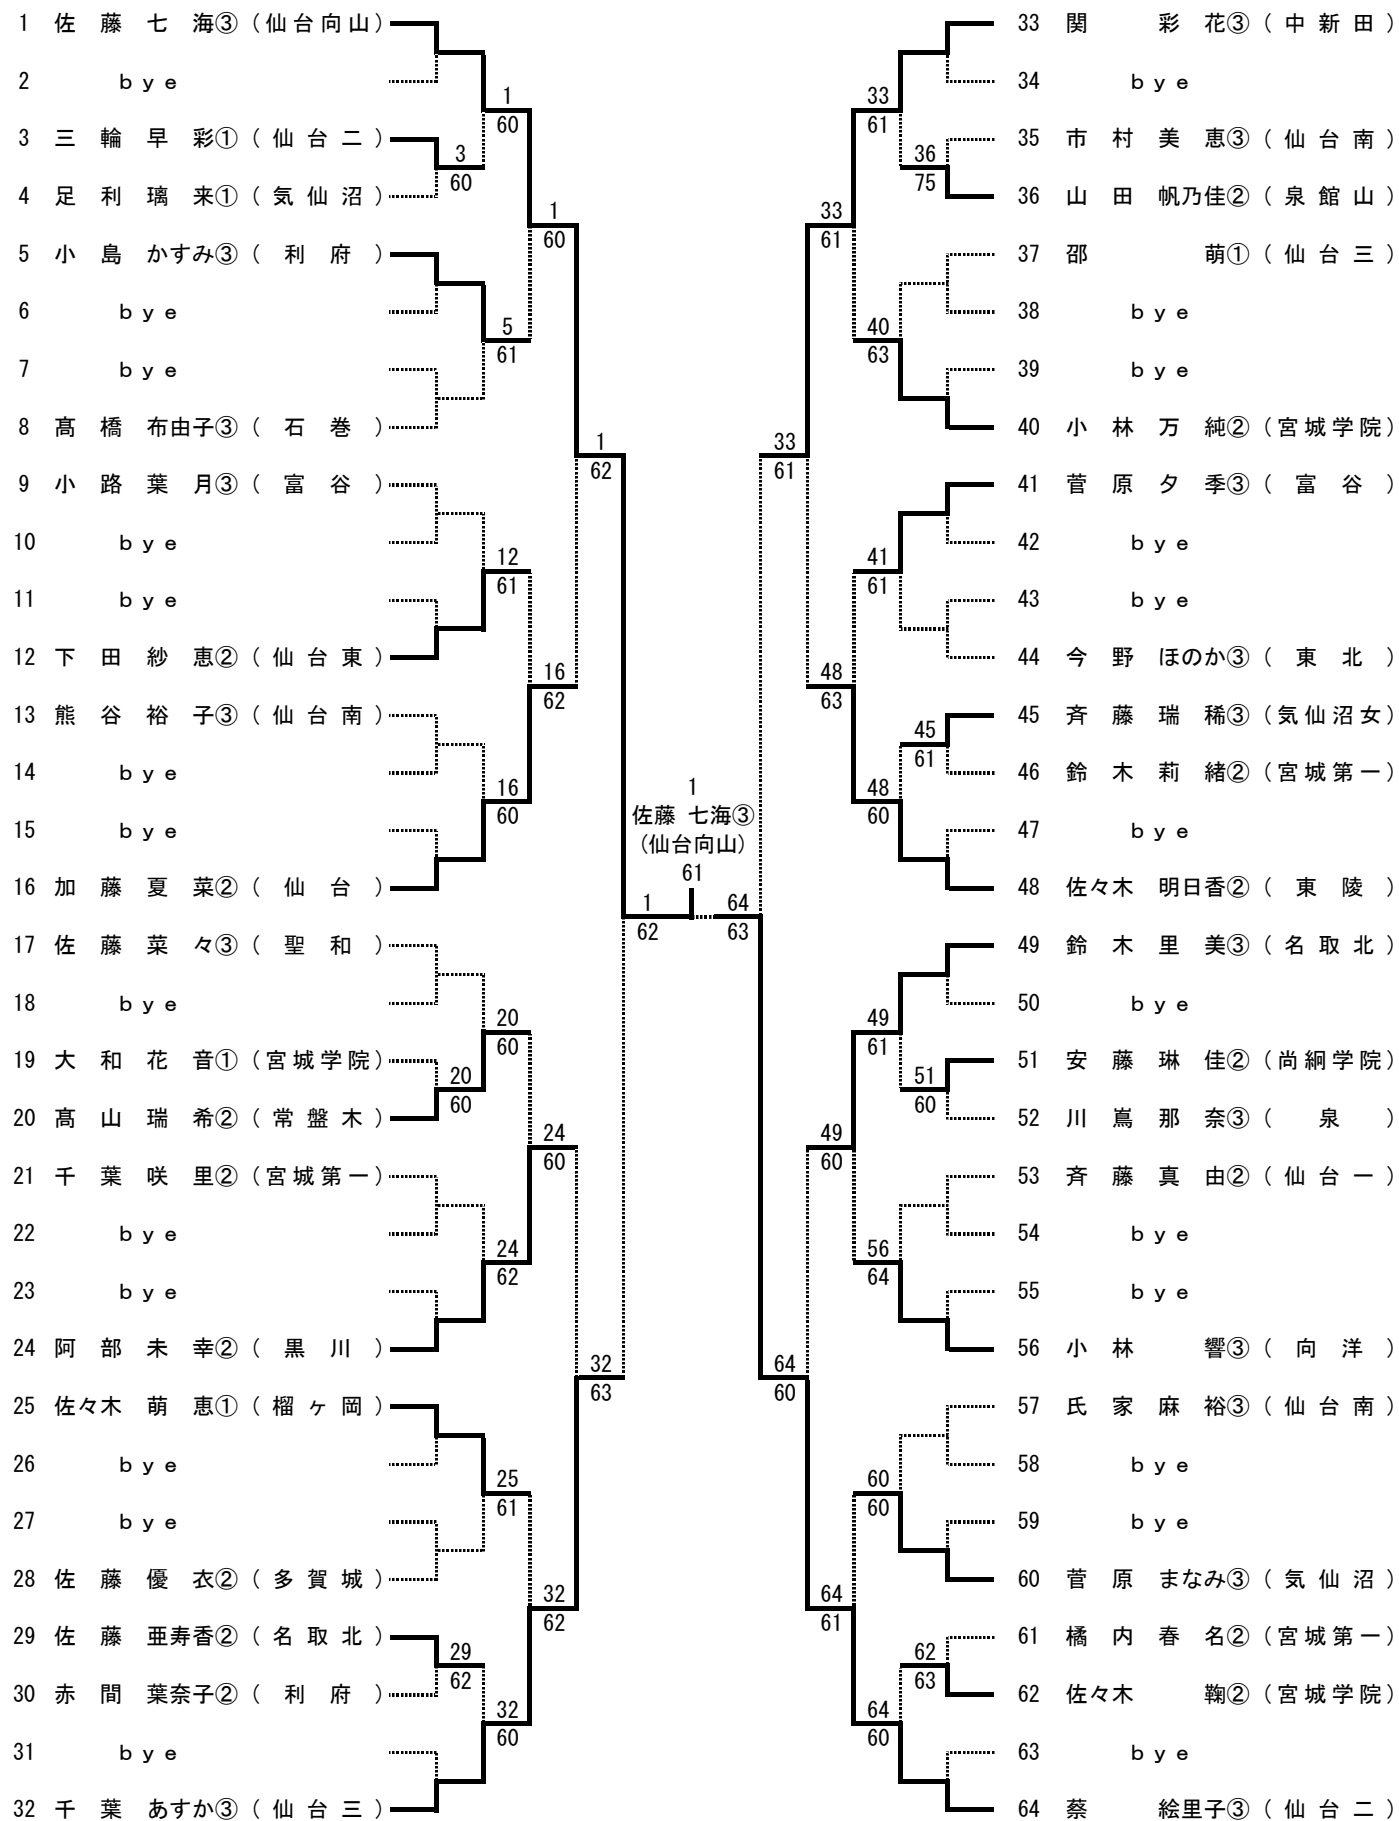 1 佐藤七海③(仙台向山)
2 bye
3 三輪早彩①(仙台二)
4 足利璃来①(気仙沼)
5 小島かすみ③(利府)
6 bye
7 bye
8 髙橋布由子③(石巻)
9 小路葉月③(富谷)
10 bye
11 bye
12 下田紗恵②(仙台東)
13 熊谷裕子③(仙台南)
14 bye
15 bye
16 加藤夏菜②(仙台)
17 佐藤菜々③(聖和)
18 bye
19 大和花音①(宮城学院)
20 髙山瑞希②(常盤木)
21 千葉咲里②(宮城第一)
22 bye
23 bye
24 阿部未幸②(黒川)
25 佐々木萌恵①(榴ヶ岡)
26 bye
27 bye
28 佐藤優衣②(多賀城)
29 佐藤亜寿香②(名取北)
30 赤間葉奈子②(利府)
31 bye
32 千葉あすか③(仙台三)
3
60
20
60
29
62
1
60
5
61
12
61
16
60
20
60
24
62
25
61
32
60
1
60
16
62
24
60
32
62
1
62
32
63
1
62
1
佐藤 七海③
(仙台向山)
61
64
63
33
61
64
60
33
61
48
63
49
60
64
61
33
61
40
63
41
61
48
60
49
61
56
64
60
60
64
60
36
75
45
61
51
60
62
63
33 関彩花③(中新田)
34 bye
35 市村美恵③(仙台南)
36 山田帆乃佳②(泉館山)
37 邵萌①(仙台三)
38 bye
39 bye
40 小林万純②(宮城学院)
41 菅原夕季③(富谷)
42 bye
43 bye
44 今野ほのか③(東北)
45 斉藤瑞稀③(気仙沼女)
46 鈴木莉緒②(宮城第一)
47 bye
48 佐々木明日香②(東陵)
49 鈴木里美③(名取北)
50 bye
51 安藤琳佳②(尚絅学院)
52 川嶌那奈③(泉)
53 斉藤真由②(仙台一)
54 bye
55 bye
56 小林響③(向洋)
57 氏家麻裕③(仙台南)
58 bye
59 bye
60 菅原まなみ③(気仙沼)
61 橘内春名②(宮城第一)
62 佐々木鞠②(宮城学院)
63 bye
64 蔡絵里子③(仙台二)